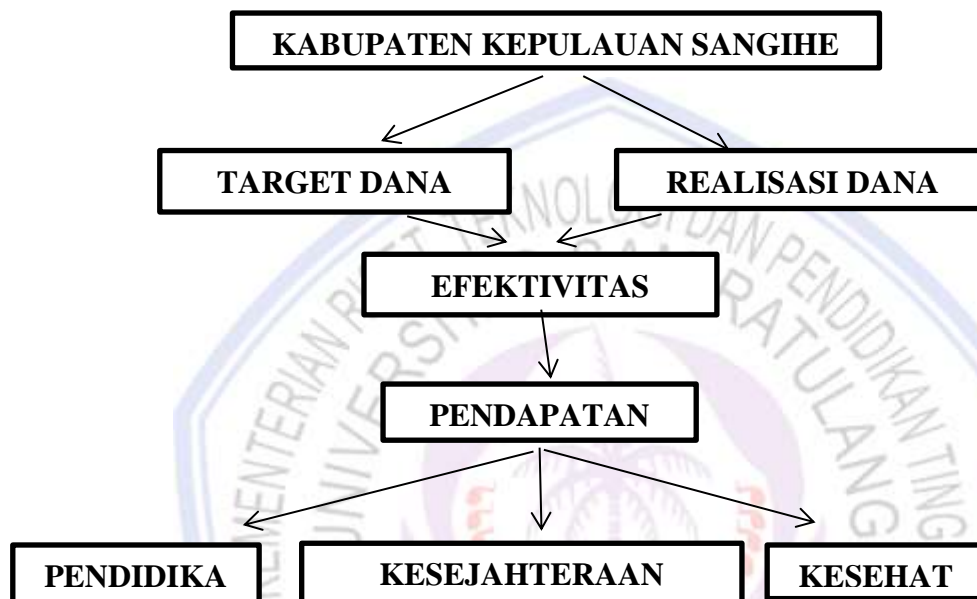 KABUPATEN KEPULAUAN SANGIHE
TARGET DANA
REALISASI DANA
EFEKTIVITAS
PENDAPATAN
PENDIDIKA
KESEJAHTERAAN
KESEHAT